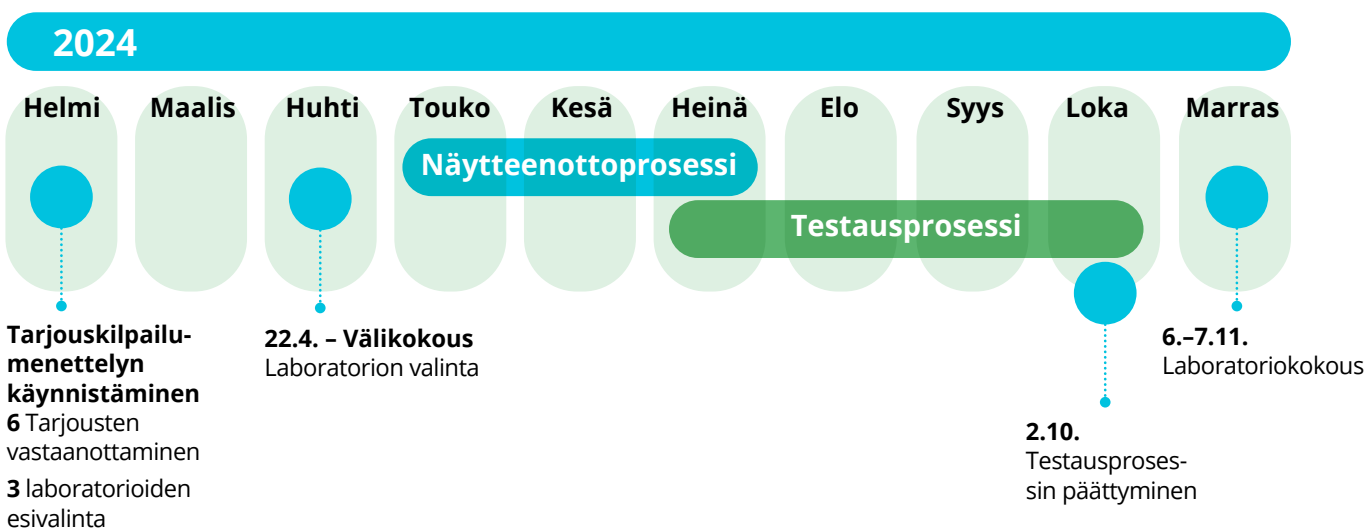 2024
Helmi Maalis Huhti Touko Kesä Heinä Elo Syys Loka Marras
Näytteenottoprosessi
Testausprosessi
Tarjouskilpailu-
menettelyn
käynnistäminen
6 Tarjousten
vastaanottaminen
3 laboratorioiden
esivalinta
22.4. – Välikokous
Laboratorion valinta
2.10.
Testausproses-
sin päättyminen
6.–7.11.
Laboratoriokokous